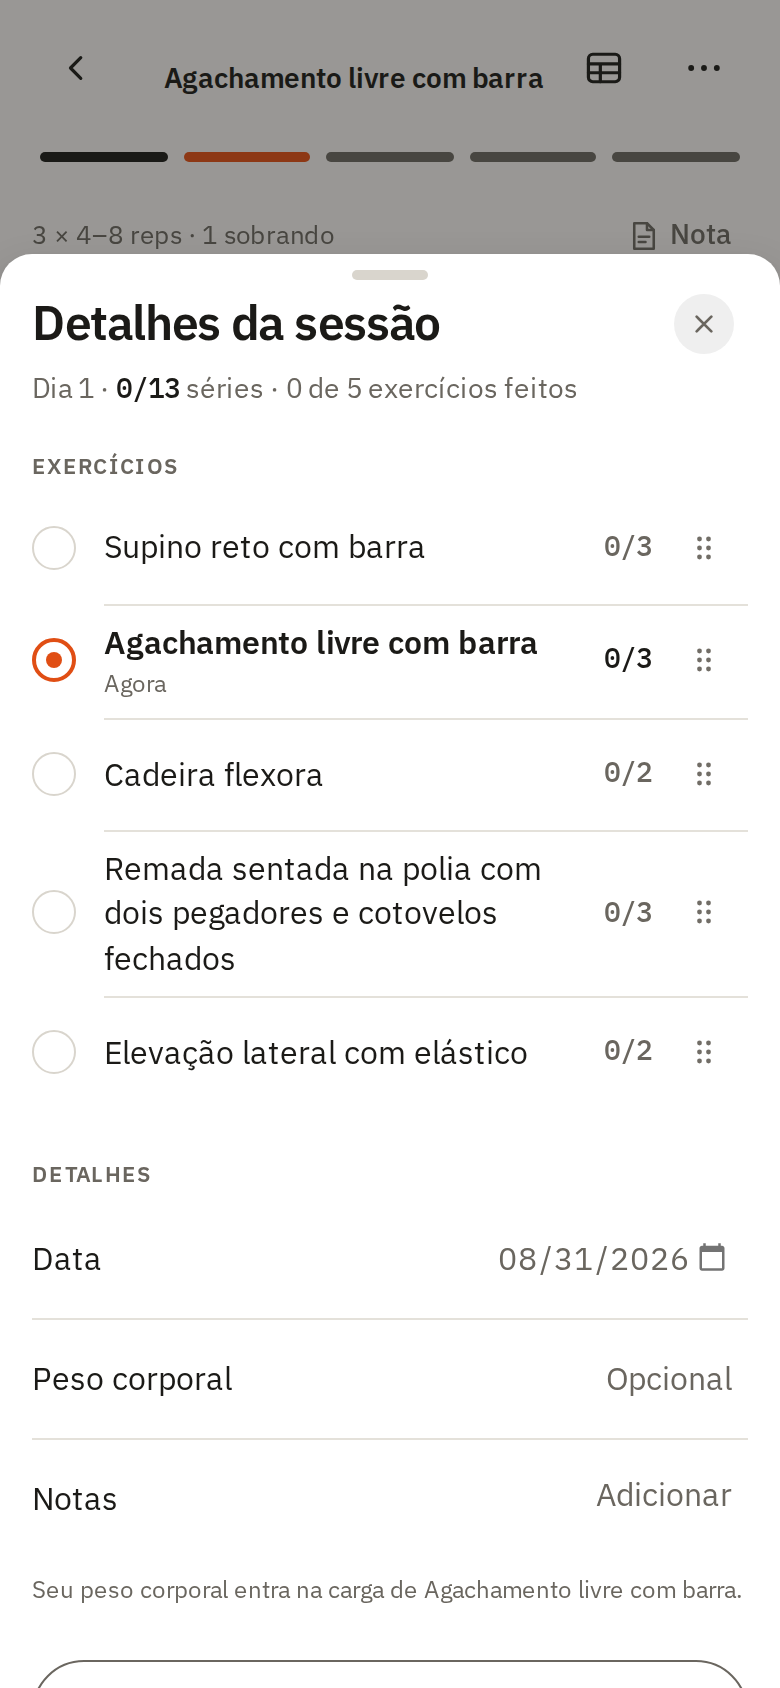 Agachamento livre com barra
3 × 4–8 reps · 1 sobrando
Nota
Detalhes da sessão
Dia 1 · 0/13 séries · 0 de 5 exercícios feitos
EXERCÍCIOS
Supino reto com barra 0/3
Agachamento livre com barra 0/3
Agora
Cadeira flexora 0/2
Remada sentada na polia com
dois pegadores e cotovelos 0/3
fechados
Elevação lateral com elástico 0/2
DETALHES
Data 08/31/2026
Peso corporal Opcional
Notas Adicionar
Seu peso corporal entra na carga de Agachamento livre com barra.